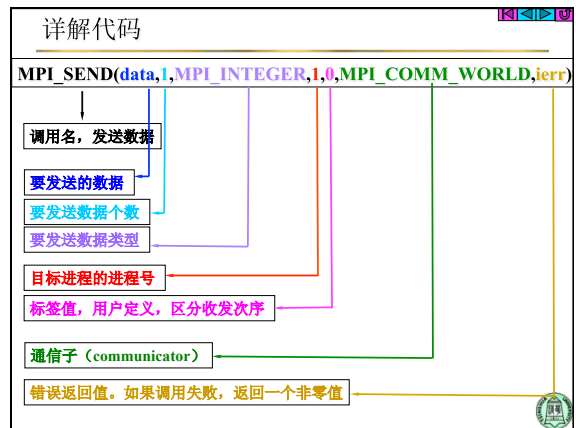 详解代码
MPI_SEND(data,1,MPI_INTEGER,1,0,MPI_COMM_WORLD,ierr)
调用名，发送数据
要发送的数据
要发送数据个数
要发送数据类型
目标进程的进程号
标签值，用户定义，区分收发次序
通信子（communicator）
错误返回值。如果调用失败，返回一个非零值